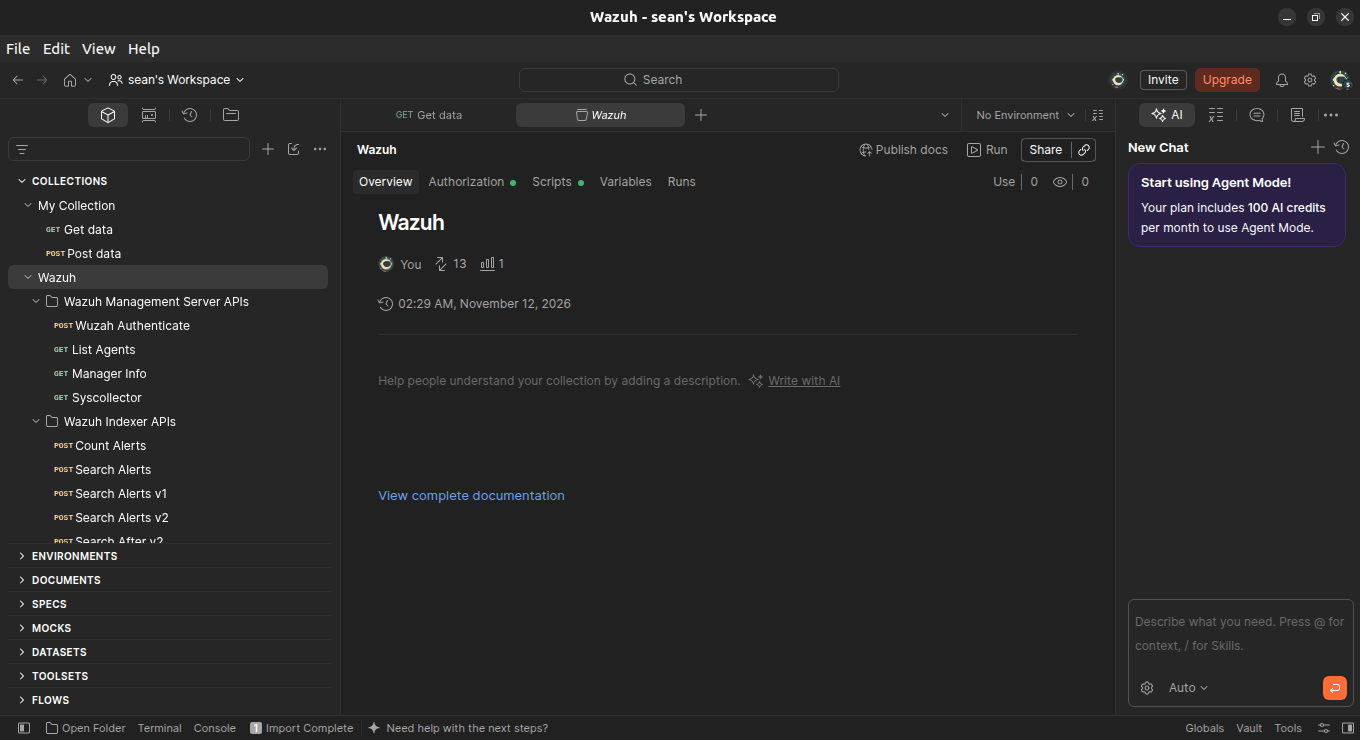 Wazuh - sean's Workspace
File Edit View Help
sean's Workspace
Search
Invite
Upgrade
GET Get data
Wazuh
No Environment
AI
COLLECTIONS
My Collection
GET Get data
POST Post data
Wazuh
Wazuh Management Server APIs
POST Wuzah Authenticate
GET List Agents
GET Manager Info
GET Syscollector
Wazuh Indexer APIs
POST Count Alerts
POST Search Alerts
POST Search Alerts v1
POST Search Alerts v2
POST Search After v2
ENVIRONMENTS
DOCUMENTS
SPECS
MOCKS
DATASETS
TOOLSETS
FLOWS
Wazuh
Publish docs
Run
Share
Overview Authorization Scripts Variables Runs
Use 0 0
Wazuh
You 13 1
02:29 AM, November 12, 2026
Help people understand your collection by adding a description. Write with AI
View complete documentation
New Chat
Start using Agent Mode!
Your plan includes 100 AI credits
per month to use Agent Mode.
Describe what you need. Press @ for
context, / for Skills.
Auto
Open Folder Terminal Console 1 Import Complete Need help with the next steps?
Globals Vault Tools